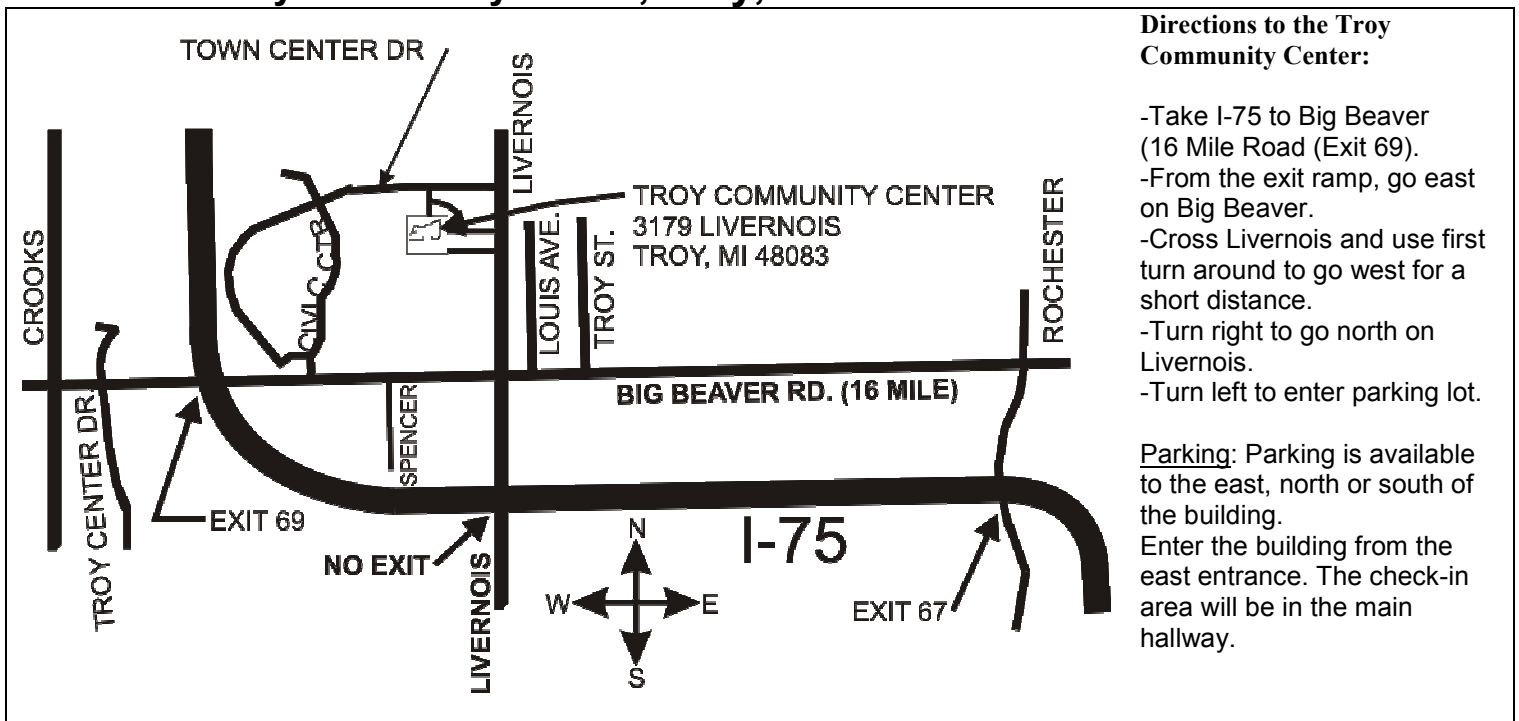 TOWN CENTER DR
LIVERNOIS
TROY COMMUNITY CENTER
3179 LIVERNOIS
TROY, MI 48083
CROOKS
CIVLC CTR
LOUIS AVE.
TROY ST.
ROCHESTER
BIG BEAVER RD. (16 MILE)
TROY CENTER DR.
SPENCER
EXIT 69
NO EXIT
LIVERNOIS
I-75
N
W
E
S
EXIT 67
Directions to the Troy
Community Center:
-Take I-75 to Big Beaver
(16 Mile Road (Exit 69).
-From the exit ramp, go east
on Big Beaver.
-Cross Livernois and use first
turn around to go west for a
short distance.
-Turn right to go north on
Livernois.
-Turn left to enter parking lot.
Parking: Parking is available
to the east, north or south of
the building.
Enter the building from the
east entrance. The check-in
area will be in the main
hallway.